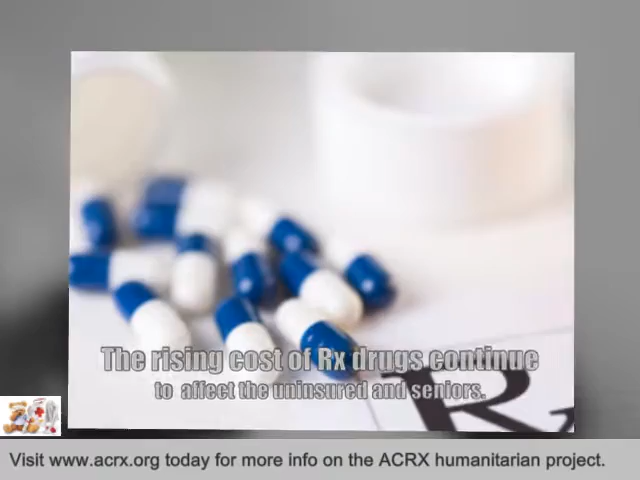 The rising cost of Rx drugs continue
to affect the uninsured and seniors.
Rx
Visit www.acrx.org today for more info on the ACRX humanitarian project.